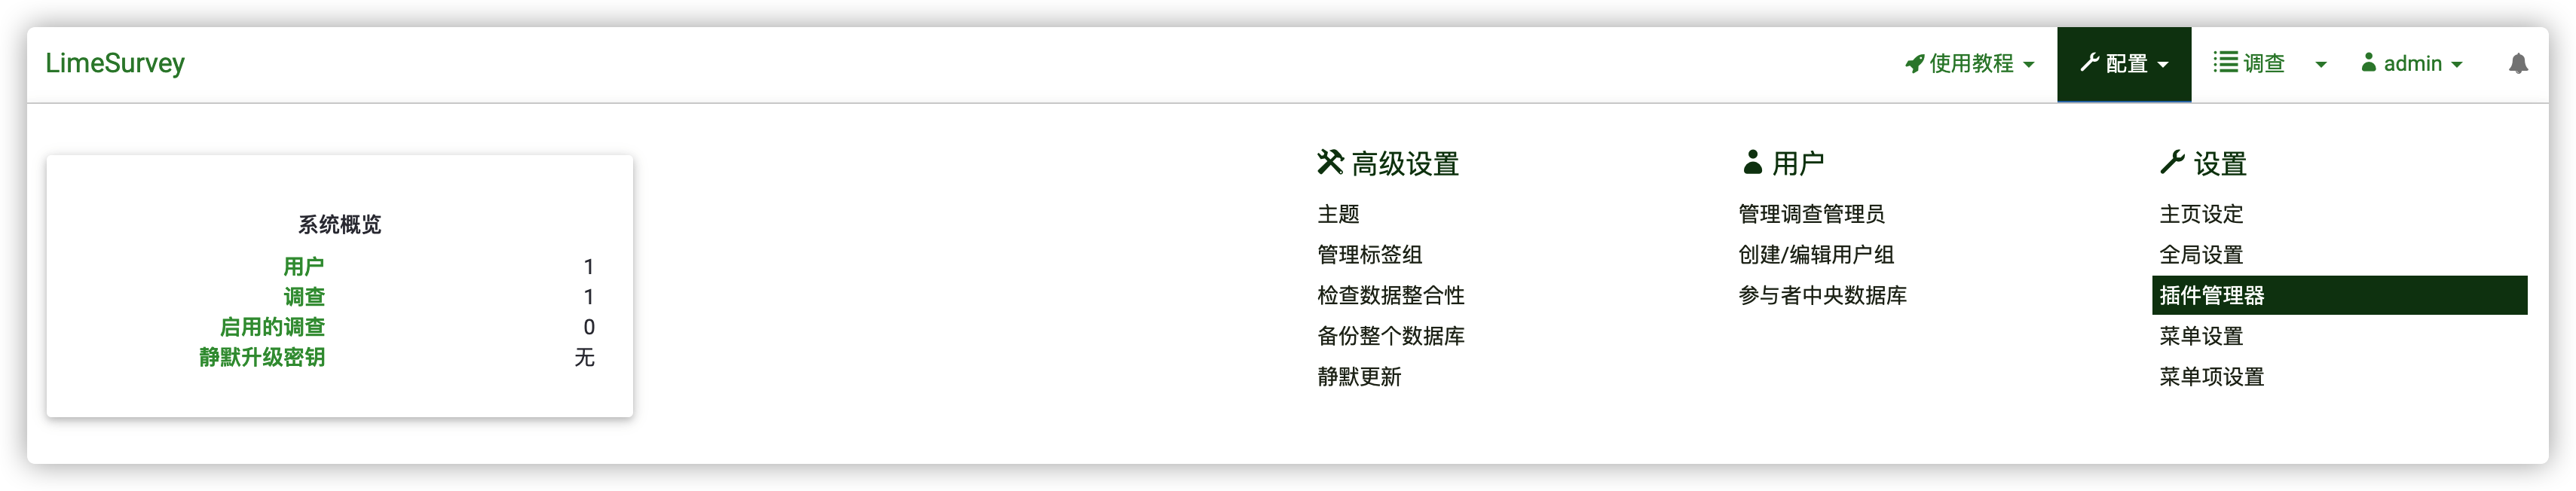 LimeSurvey
使用教程
配置
调查
admin
系统概览
用户 1
调查 1
启用的调查 0
静默升级密钥 无
高级设置
主题
管理标签组
检查数据整合性
备份整个数据库
静默更新
用户
管理调查管理员
创建/编辑用户组
参与者中央数据库
设置
主页设定
全局设置
插件管理器
菜单设置
菜单项设置